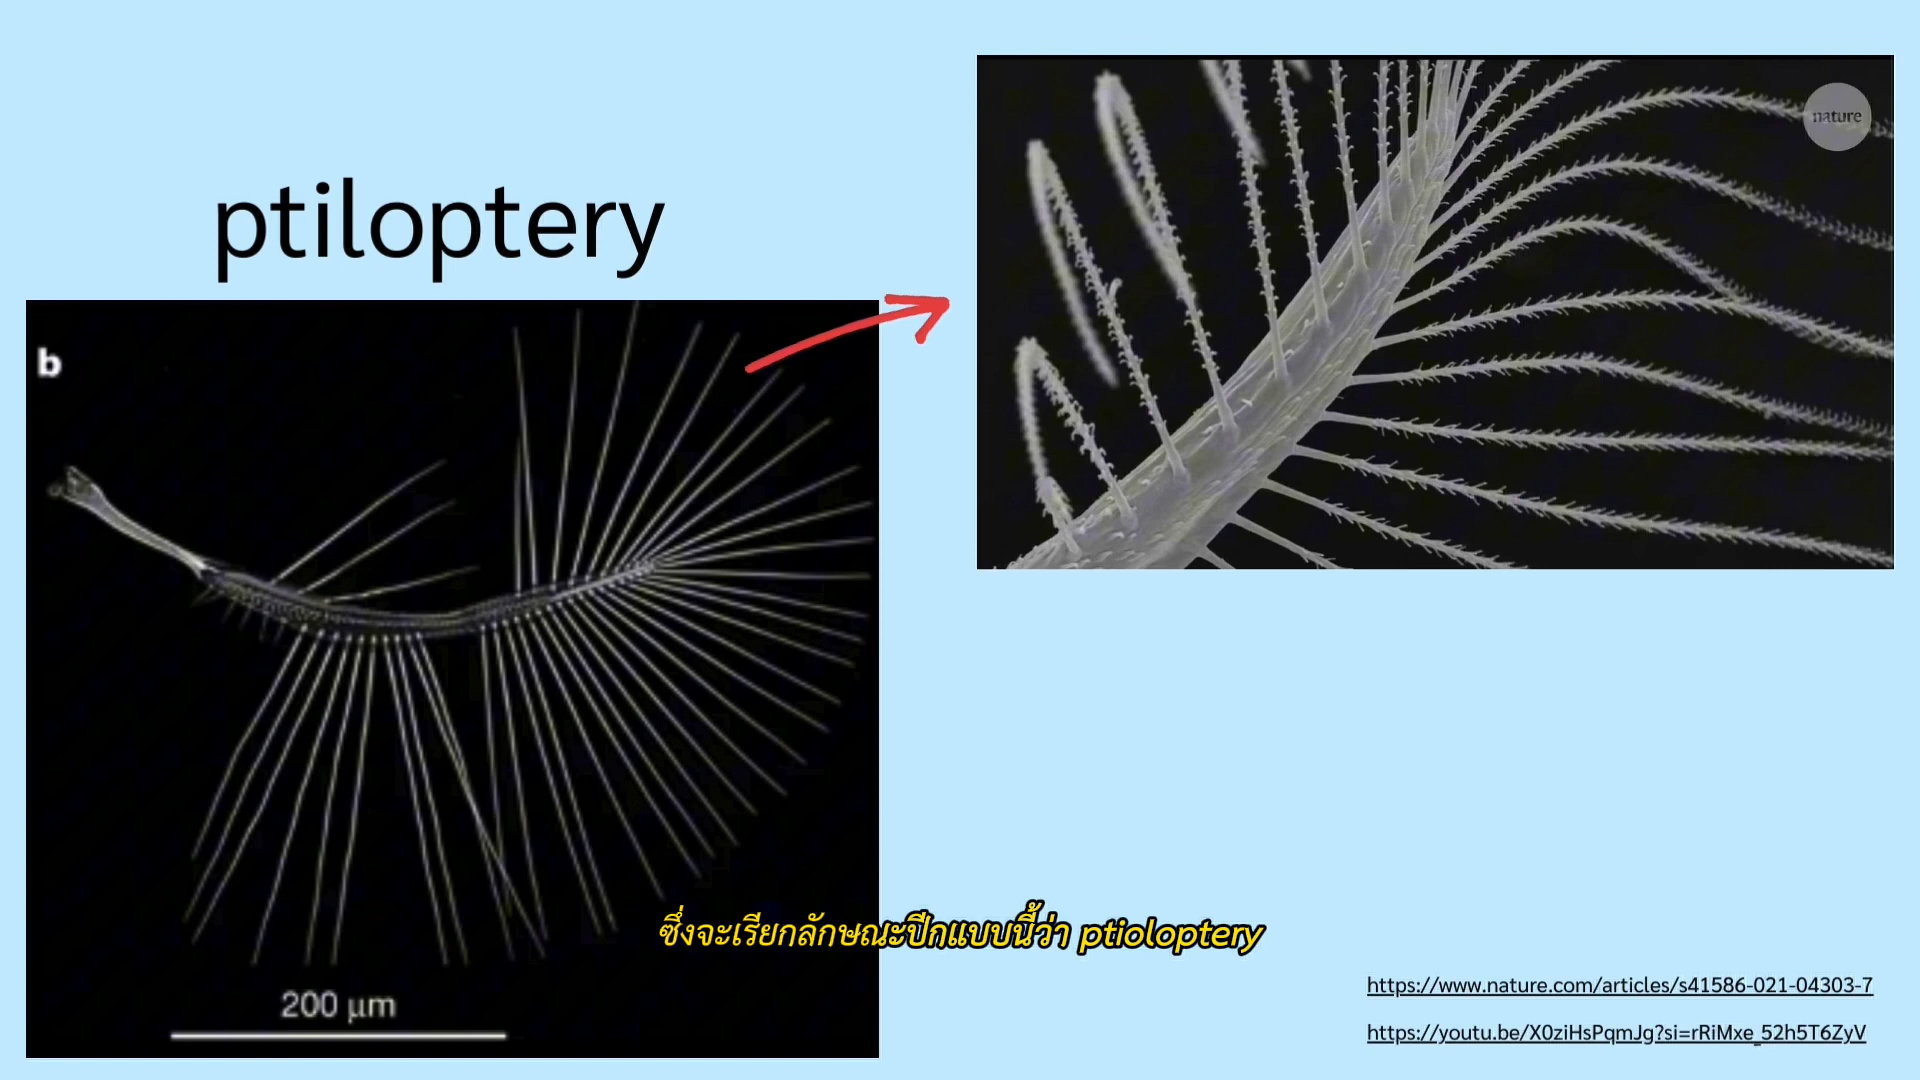 nature
ptiloptery
b
ซึ่งจะเรียกลักษณะปีกแบบนี้ว่า ptioloptery
https://www.nature.com/articles/s41586-021-04303-7
200 µm
https://youtu.be/X0ziHsPqmJg?si=rRiMxe_52h5T6ZyV